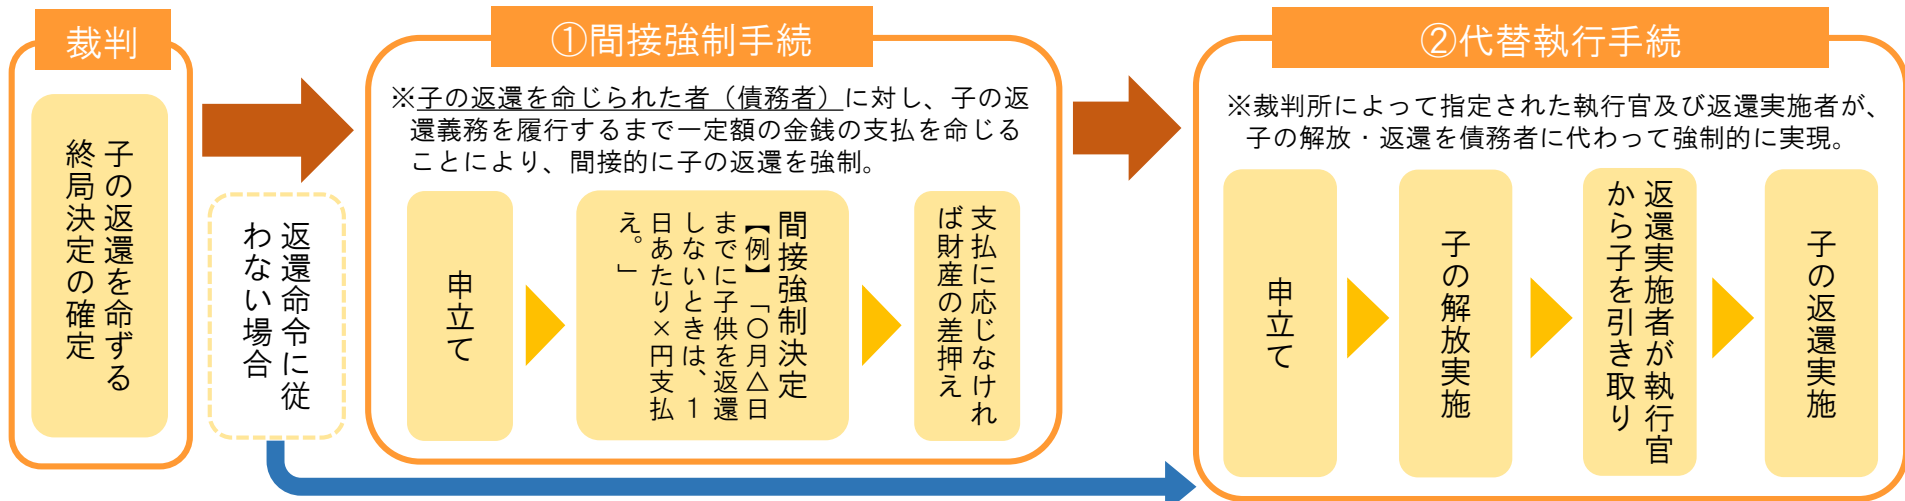 裁判
子の返還を命ずる
終局決定の確定
返還命令に従
わない場合
①間接強制手続
※子の返還を命じられた者（債務者）に対し、子の返
還義務を履行するまで一定額の金銭の支払を命じる
ことにより、間接的に子の返還を強制。
申立て
間接強制決定
【例】「〇月△日
までに子供を返還
しないときは、１
日あたり×円支払
え。」
支払に応じなけれ
ば財産の差押え
②代替執行手続
※裁判所によって指定された執行官及び返還実施者が、
子の解放・返還を債務者に代わって強制的に実現。
申立て
子の解放実施
返還実施者が執行官
から子を引き取り
子の返還実施